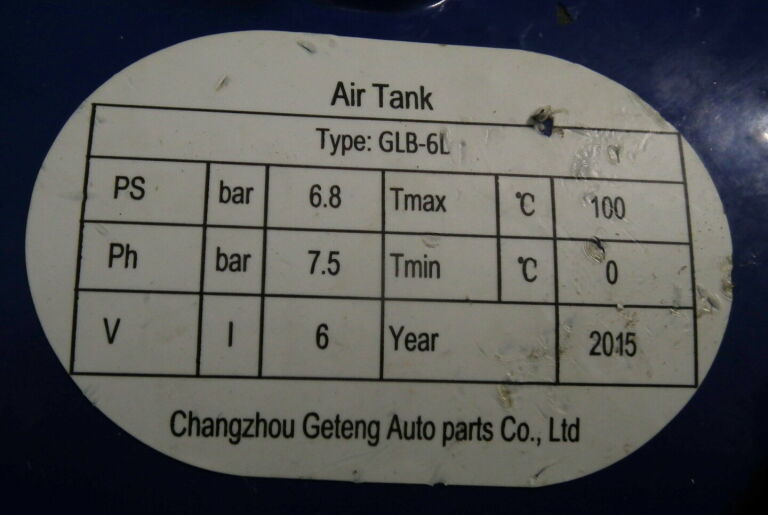 Air Tank
Type: GLB-6L
PS bar 6.8 Tmax ℃ 100
Ph bar 7.5 Tmin ℃ 0
V l 6 Year 2015
Changzhou Geteng Auto parts Co., Ltd